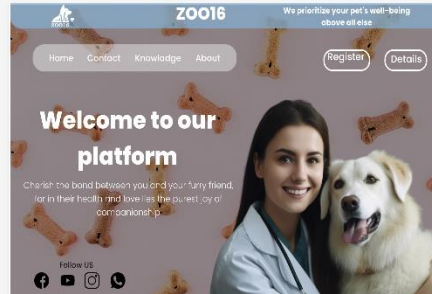 ZOO16
ZOO16
We prioritize your pet's well-being
above all else
Home Contact Knowladge About
Register
Details
Welcome to our
platform
Cherish the bond between you and your furry friend,
for in their health and love lies the purest joy of
companionship.
Follow US